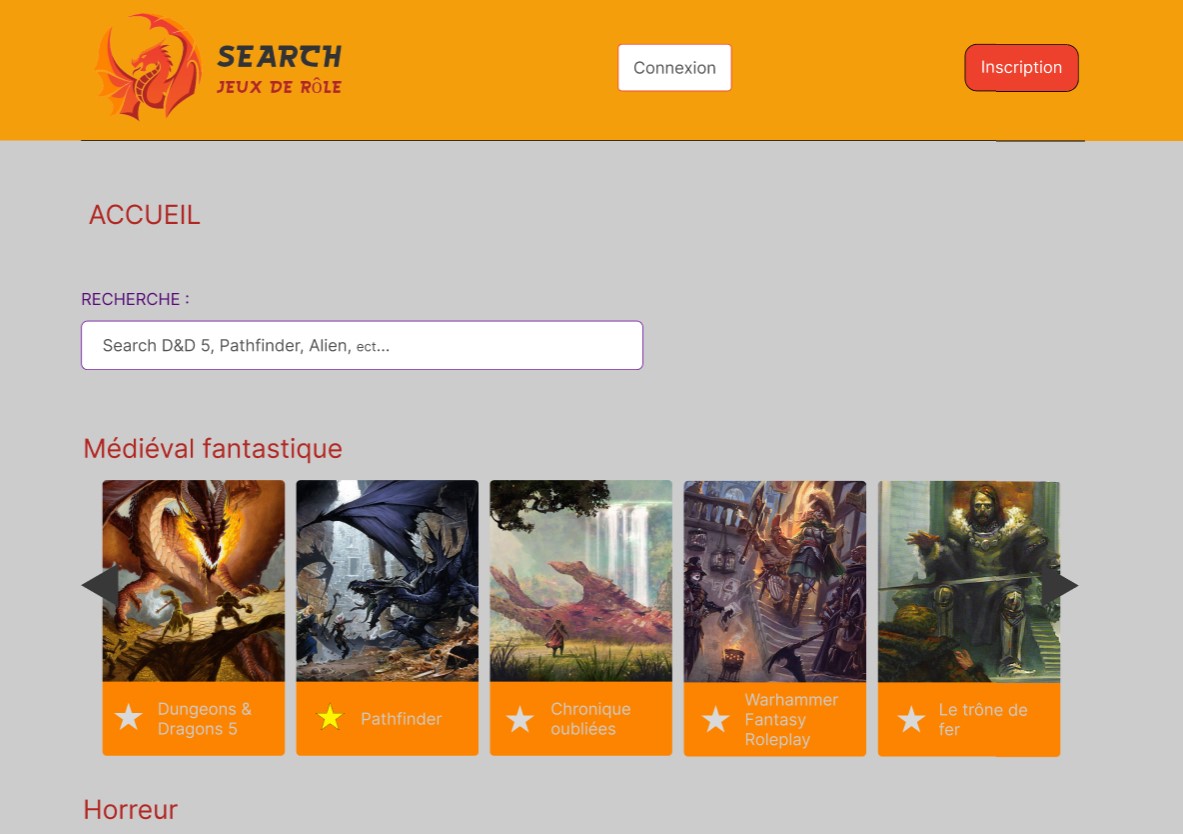 SEARCH
JEUX DE RÔLE
Connexion
Inscription
ACCUEIL
RECHERCHE :
Search D&D 5, Pathfinder, Alien, ect...
Médiéval fantastique
Dungeons &
Dragons 5
Pathfinder
Chronique
oubliées
Warhammer
Fantasy
Roleplay
Le trône de
fer
Horreur